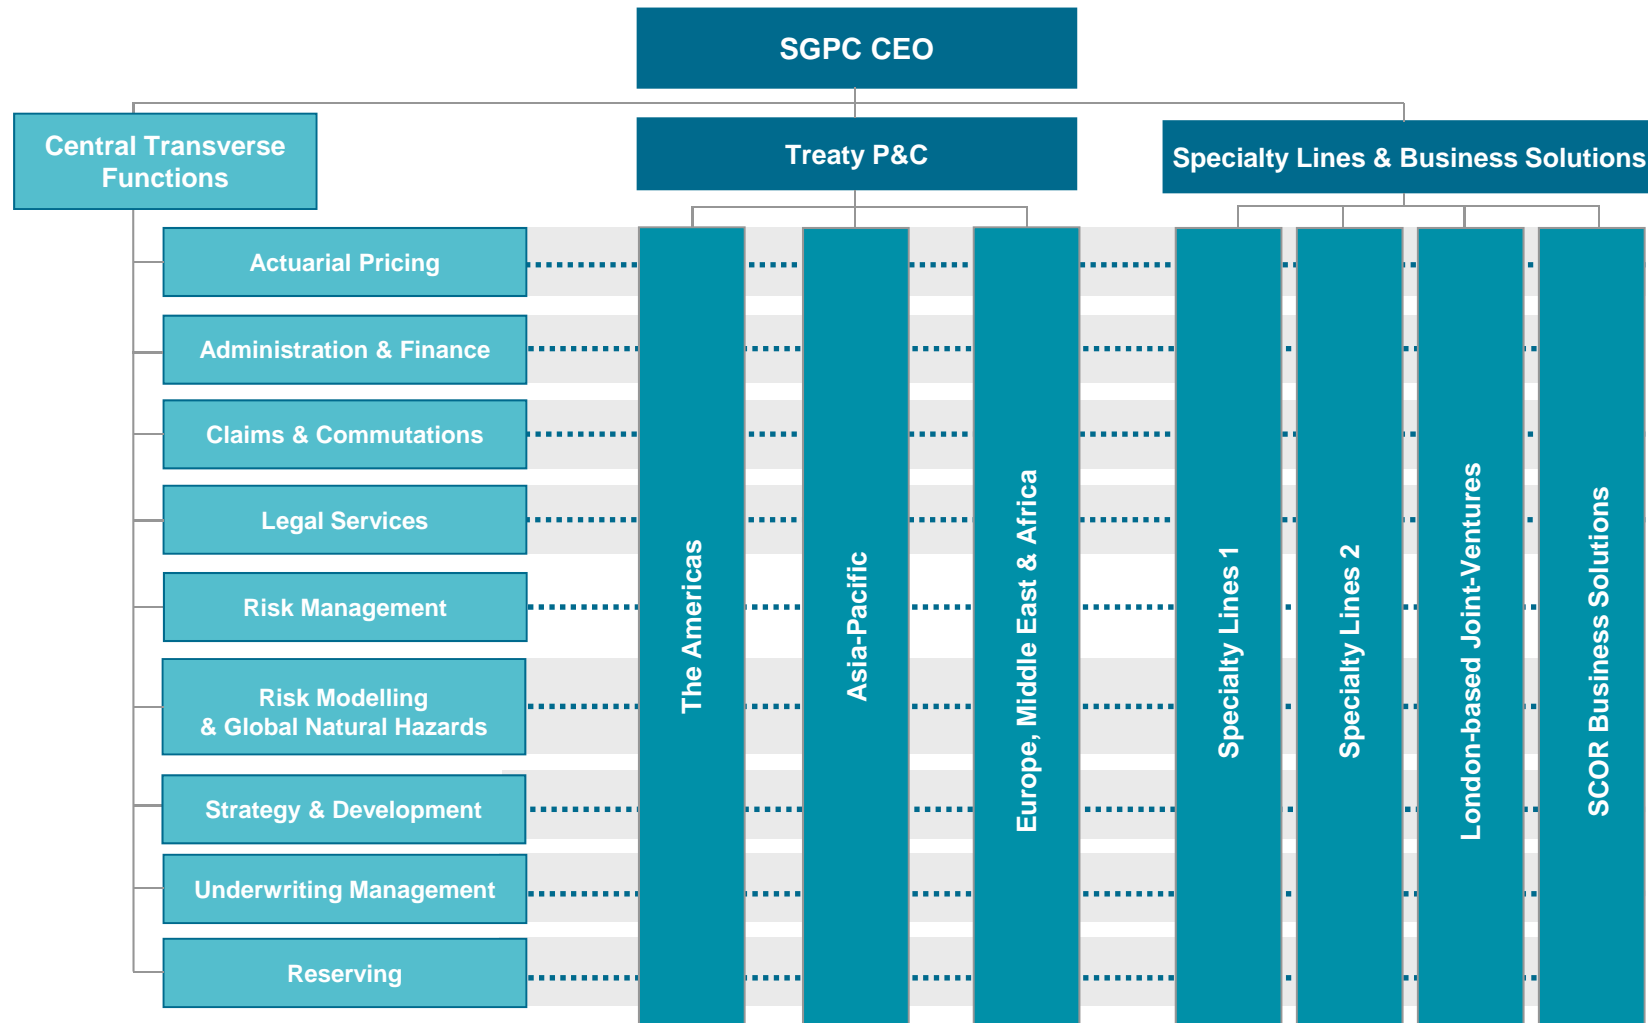 SGPC CEO
Central Transverse
Functions
Treaty P&C
Specialty Lines & Business Solutions
Actuarial Pricing
Administration & Finance
Claims & Commutations
Legal Services
Risk Management
Risk Modelling
& Global Natural Hazards
Strategy & Development
Underwriting Management
Reserving
The Americas
Asia-Pacific
Europe, Middle East & Africa
Specialty Lines 1
Specialty Lines 2
London-based Joint-Ventures
SCOR Business Solutions